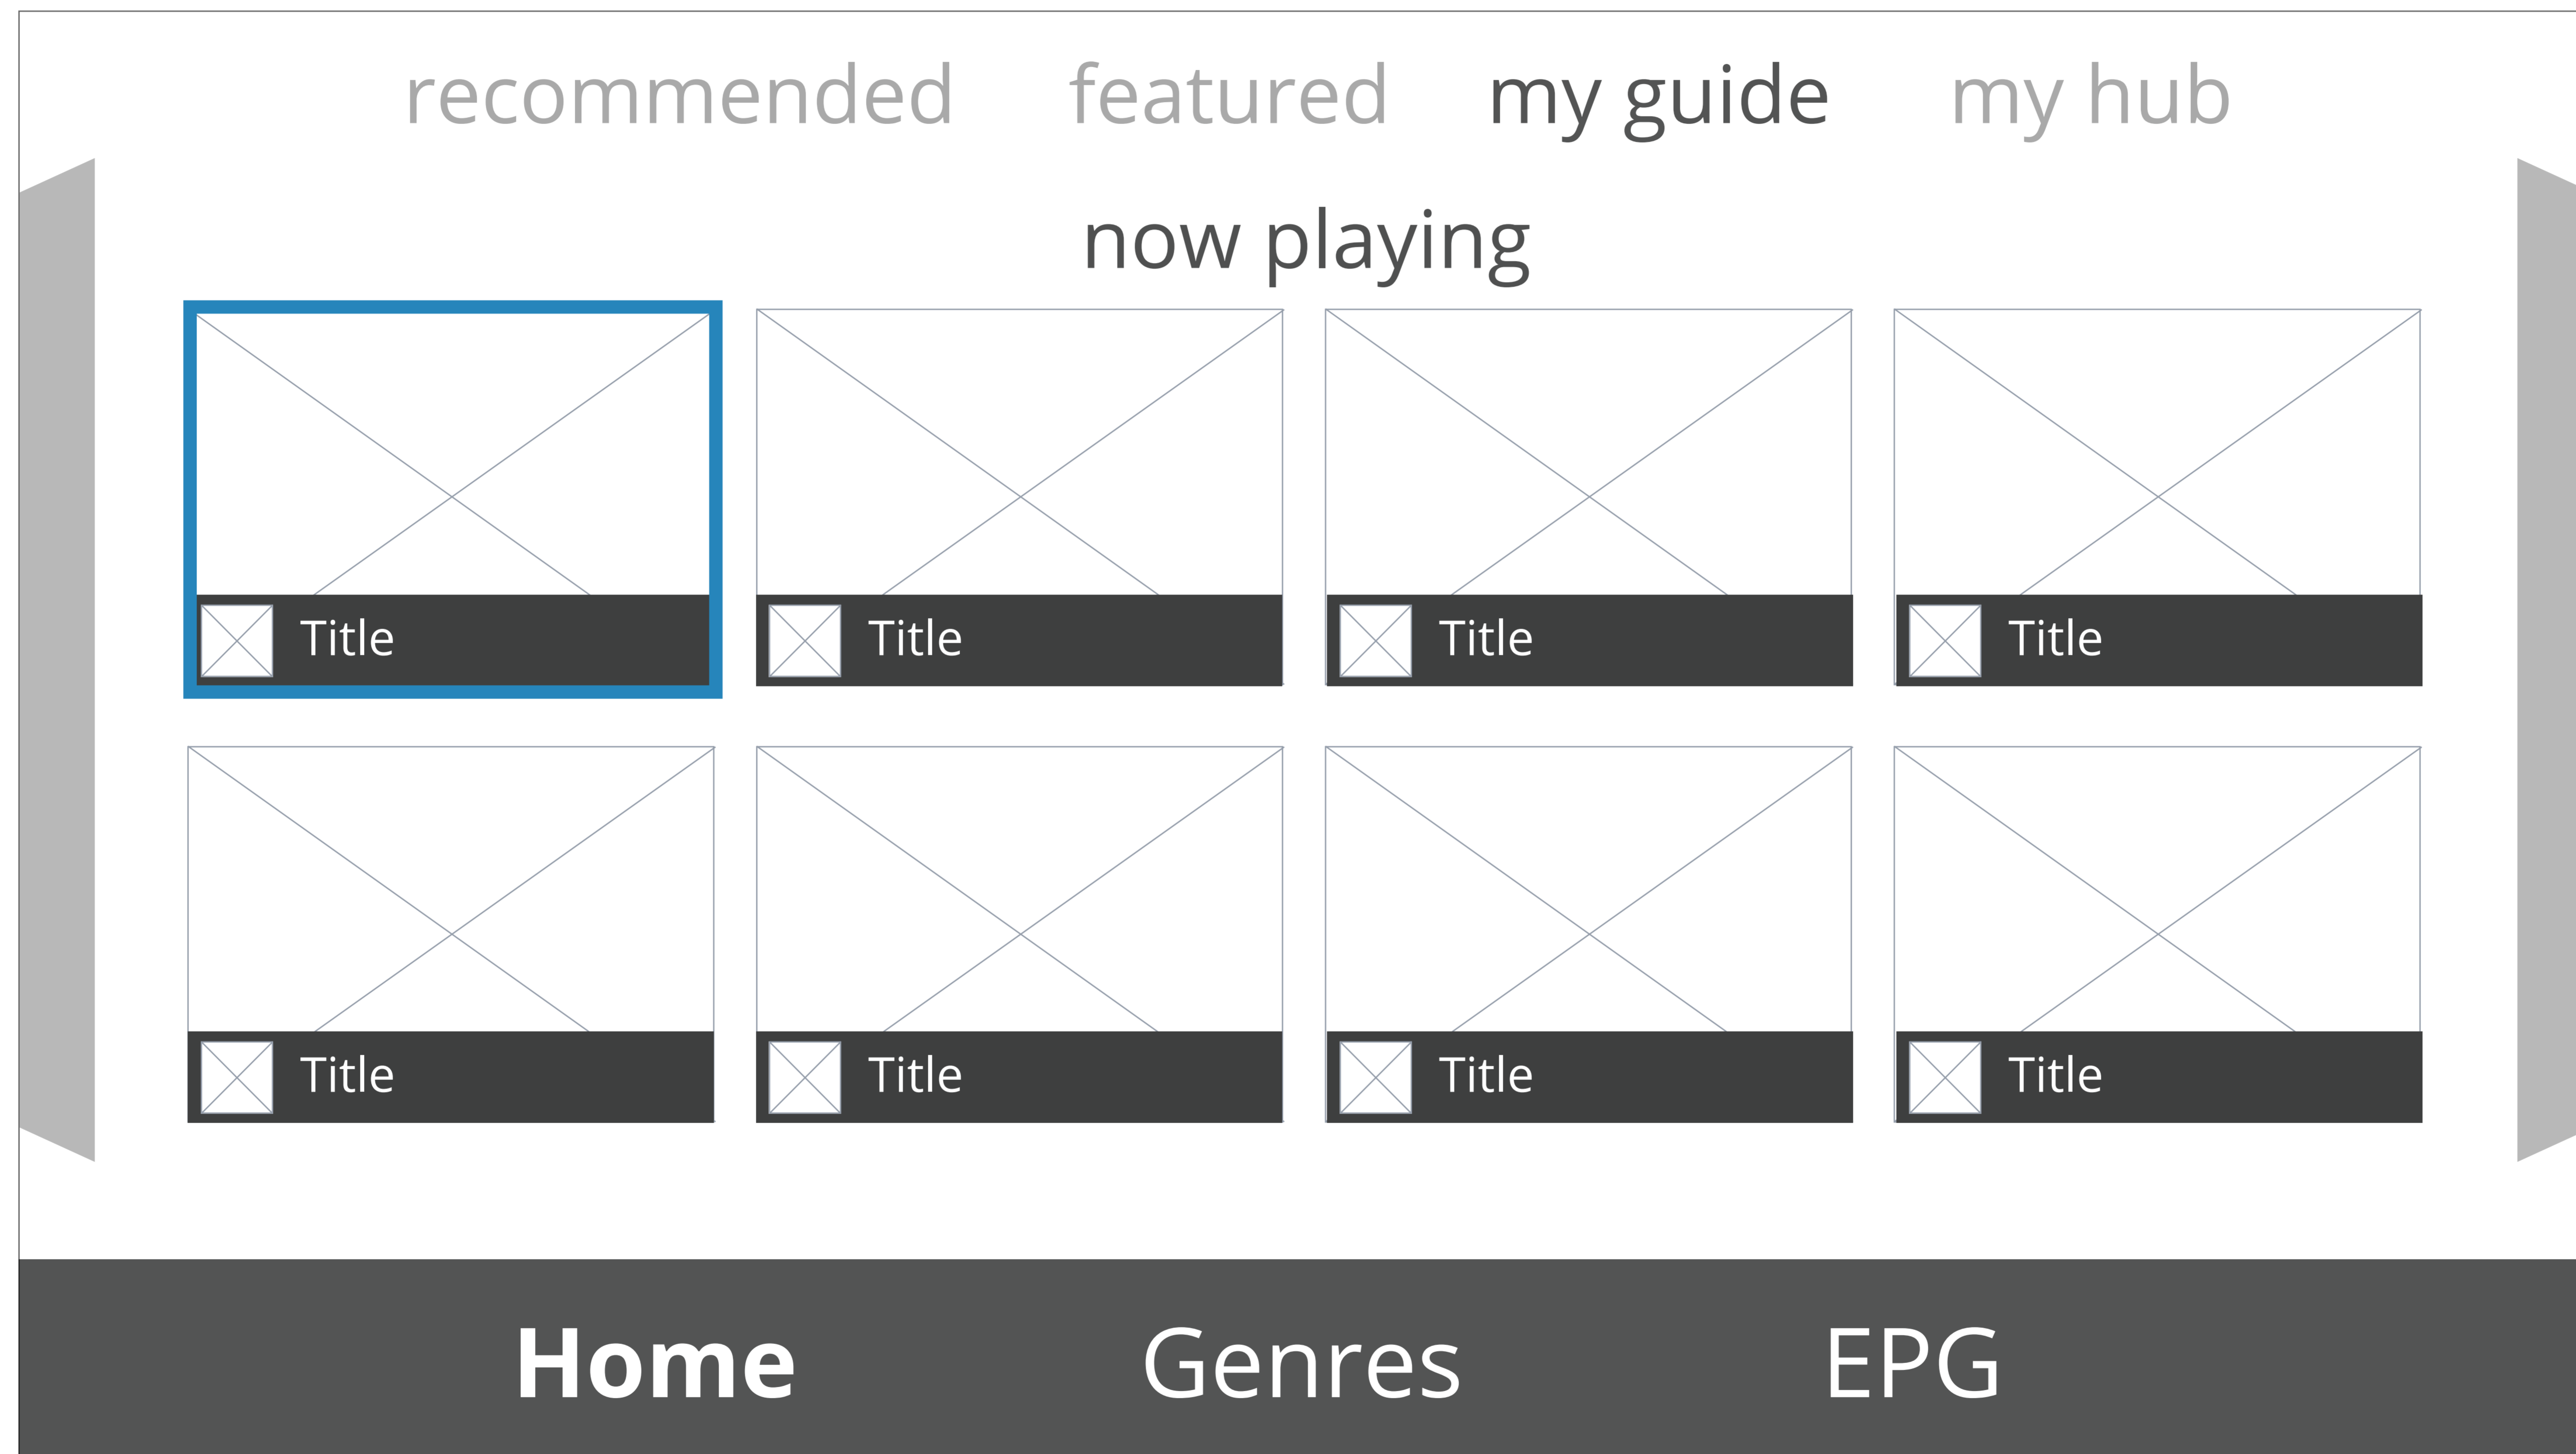 recommended featured my guide my hub
now playing
Title Title Title Title
Title Title Title Title
Home Genres EPG